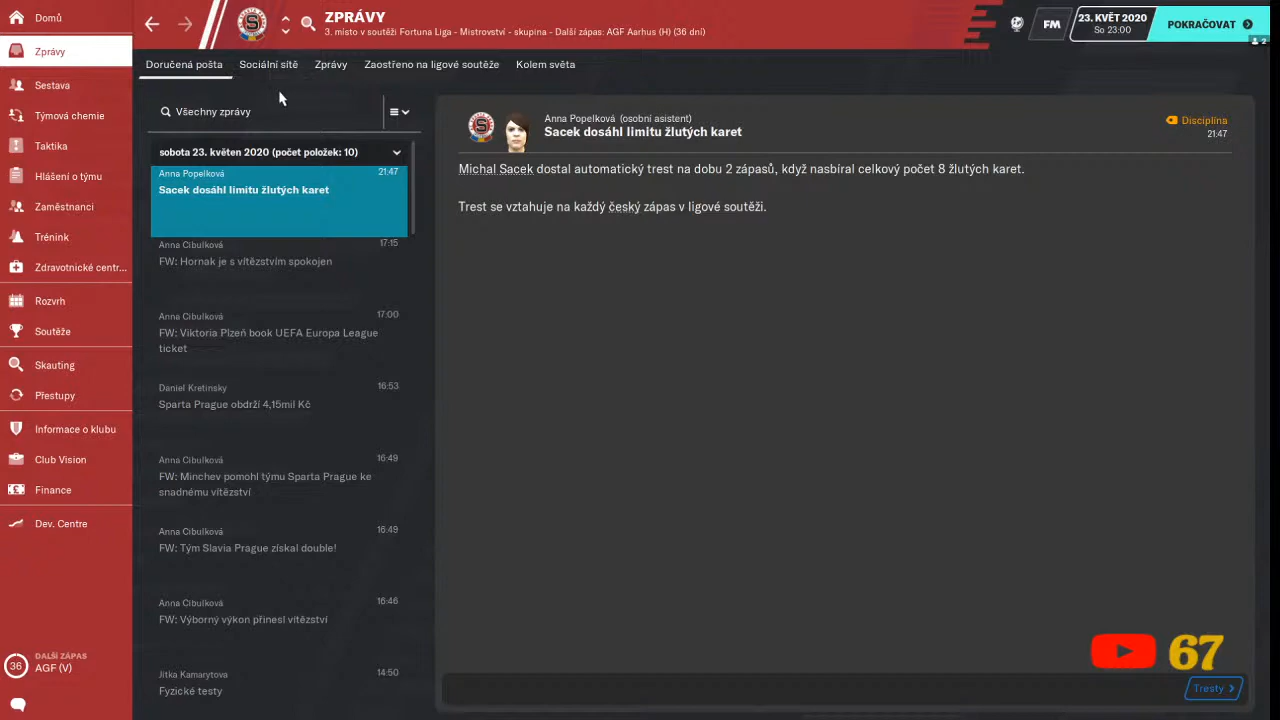 Domů
Zprávy
Sestava
Týmová chemie
Taktika
Hlášení o týmu
Zaměstnanci
Trénink
Zdravotnické centr...
Rozvrh
Soutěže
Skauting
Přestupy
Informace o klubu
Club Vision
Finance
Dev. Centre
36
DALŠÍ ZÁPAS
AGF (V)
ZPRÁVY
3. místo v soutěži Fortuna Liga - Mistrovství - skupina - Další zápas: AGF Aarhus (H) (36 dní)
FM
23. KVĚT 2020
So 23:00
POKRAČOVAT
2
Doručená pošta
Sociální sítě
Zprávy
Zaostřeno na ligové soutěže
Kolem světa
Všechny zprávy
sobota 23. květen 2020 (počet položek: 10)
Anna Popelková 21:47
Sacek dosáhl limitu žlutých karet
Anna Cibulková 17:15
FW: Hornak je s vítězstvím spokojen
Anna Cibulková 17:00
FW: Viktoria Plzeň book UEFA Europa League
ticket
Daniel Kretinsky 16:53
Sparta Prague obdrží 4,15mil Kč
Anna Cibulková 16:49
FW: Minchev pomohl týmu Sparta Prague ke
snadnému vítězství
Anna Cibulková 16:49
FW: Tým Slavia Prague získal double!
Anna Cibulková 16:46
FW: Výborný výkon přinesl vítězství
Jitka Kamarytova 14:50
Fyzické testy
Anna Popelková (osobní asistent)
Sacek dosáhl limitu žlutých karet
Disciplína
21:47
Michal Sacek dostal automatický trest na dobu 2 zápasů, když nasbíral celkový počet 8 žlutých karet.
Trest se vztahuje na každý český zápas v ligové soutěži.
67
Tresty